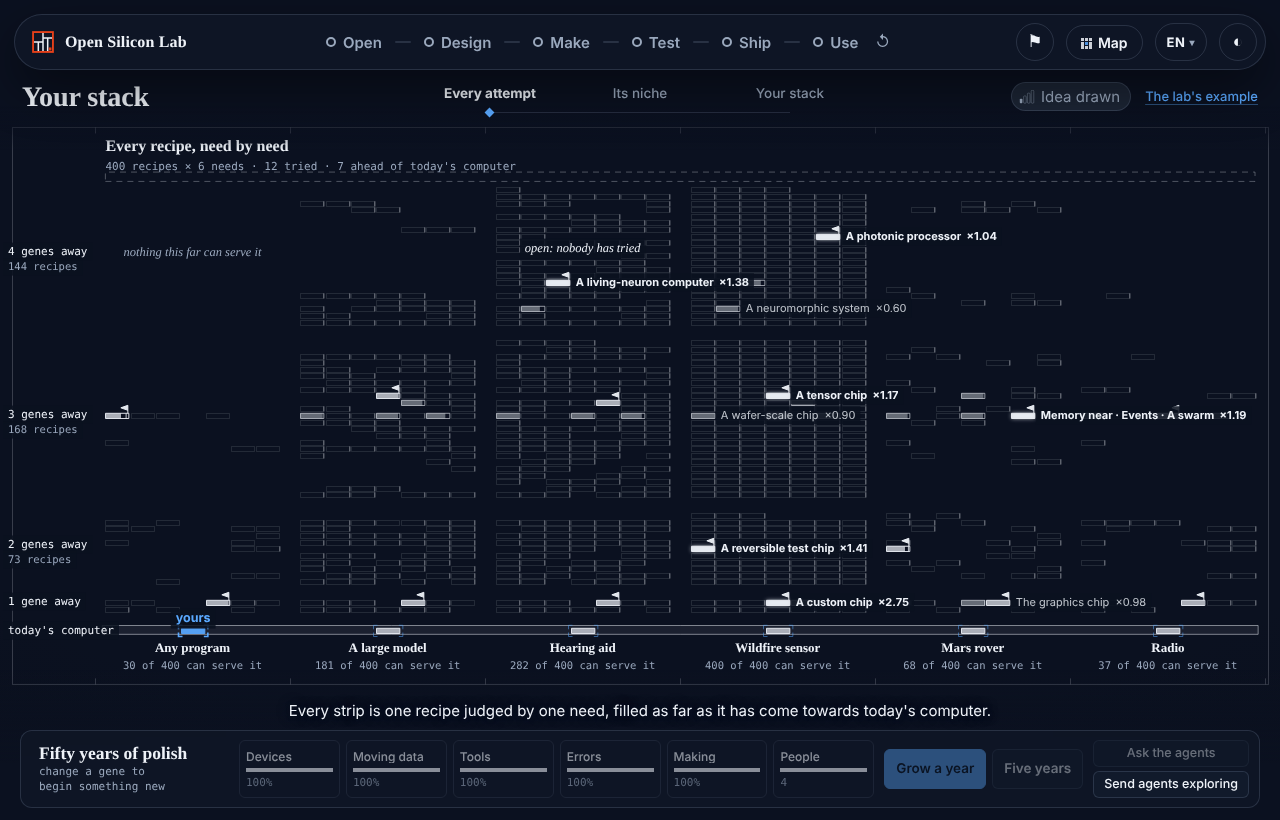 Open Silicon Lab
Open
Design
Make
Test
Ship
Use
Map
EN
Your stack
Every attempt
Its niche
Your stack
Idea drawn
The lab's example
Every recipe, need by need
400 recipes × 6 needs · 12 tried · 7 ahead of today's computer
4 genes away
144 recipes
nothing this far can serve it
open: nobody has tried
A photonic processor ×1.04
A living-neuron computer ×1.38
A neuromorphic system ×0.60
3 genes away
168 recipes
A tensor chip ×1.17
A wafer-scale chip ×0.90
Memory near · Events · A swarm ×1.19
2 genes away
73 recipes
A reversible test chip ×1.41
1 gene away
A custom chip ×2.75
The graphics chip ×0.98
yours
today's computer
Any program
30 of 400 can serve it
A large model
181 of 400 can serve it
Hearing aid
282 of 400 can serve it
Wildfire sensor
400 of 400 can serve it
Mars rover
68 of 400 can serve it
Radio
37 of 400 can serve it
Every strip is one recipe judged by one need, filled as far as it has come towards today's computer.
Fifty years of polish
change a gene to
begin something new
Devices
100%
Moving data
100%
Tools
100%
Errors
100%
Making
100%
People
4
Grow a year
Five years
Ask the agents
Send agents exploring